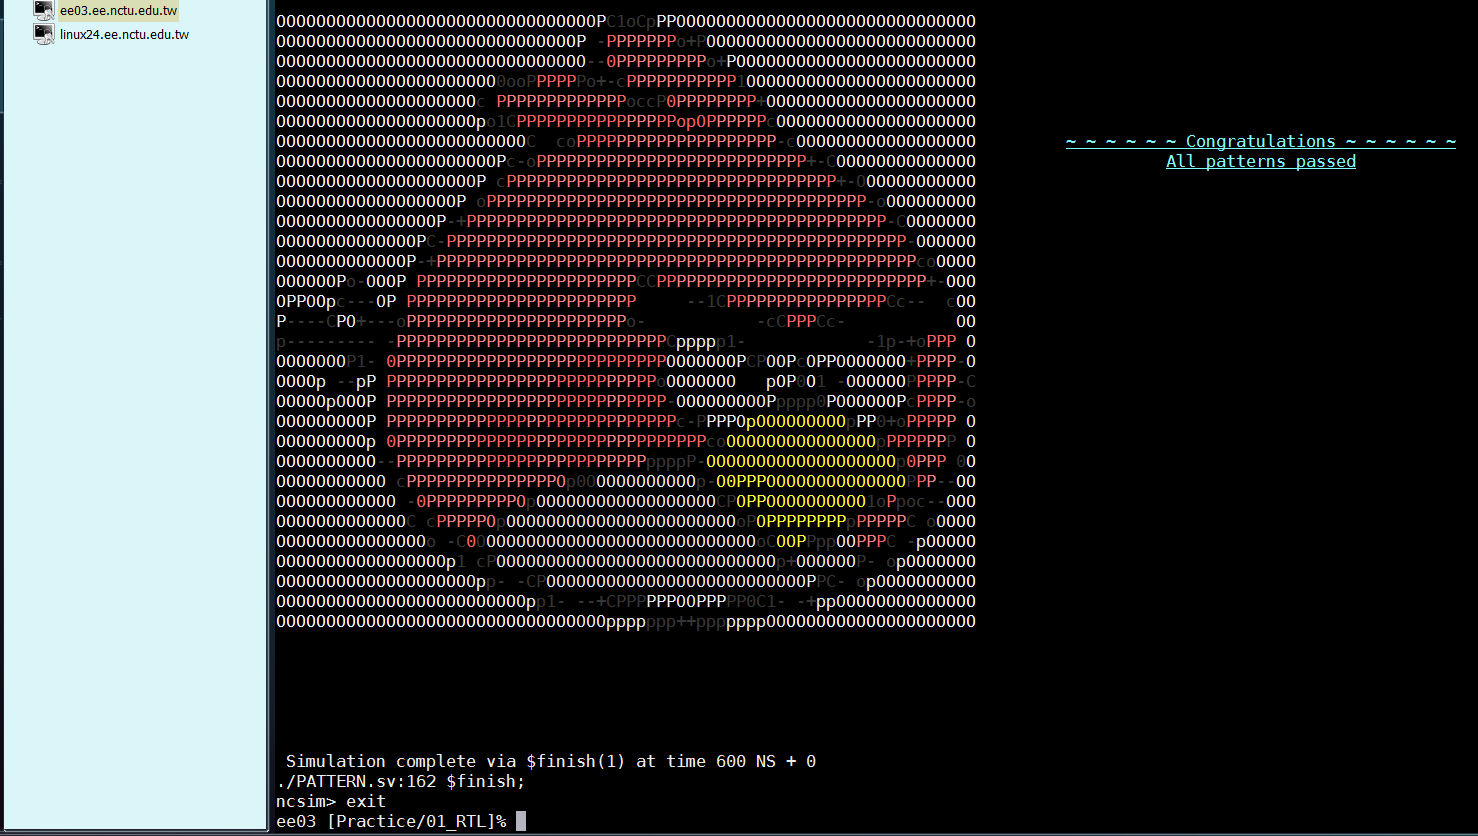 ee03.ee.nctu.edu.tw
linux24.ee.nctu.edu.tw
~ ~ ~ ~ ~ ~ Congratulations ~ ~ ~ ~ ~ ~
All patterns passed
Simulation complete via $finish(1) at time 600 NS + 0
./PATTERN.sv:162 $finish;
ncsim> exit
ee03 [Practice/01_RTL]%